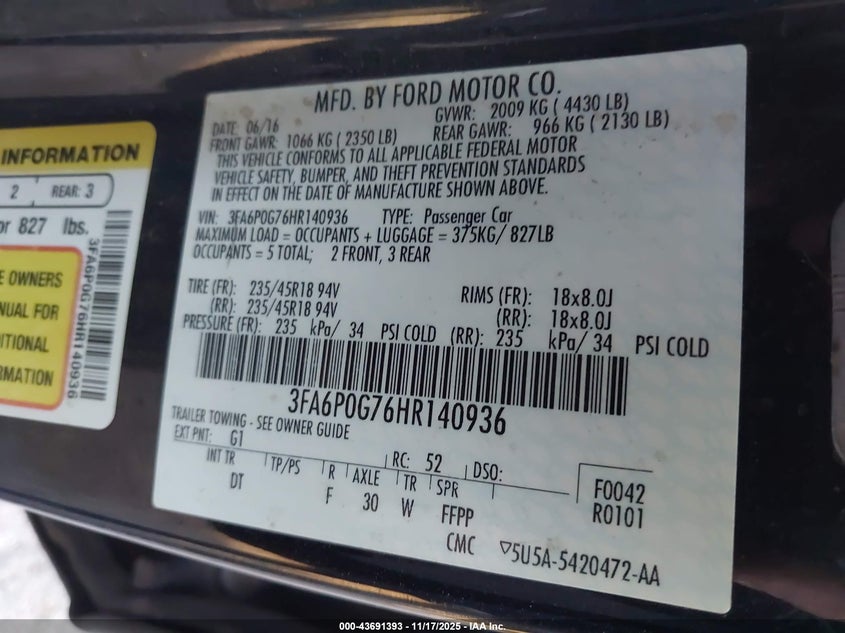 INFORMATION
2 REAR: 3
or 827 lbs.
E OWNERS
NUAL FOR
DITIONAL
RMATION
3FA6P0G76HR140936
MFD. BY FORD MOTOR CO.
DATE: 06/16 GVWR: 2009 KG ( 4430 LB)
FRONT GAWR: 1066 KG ( 2350 LB) REAR GAWR: 966 KG ( 2130 LB)
THIS VEHICLE CONFORMS TO ALL APPLICABLE FEDERAL MOTOR
VEHICLE SAFETY, BUMPER, AND THEFT PREVENTION STANDARDS
IN EFFECT ON THE DATE OF MANUFACTURE SHOWN ABOVE.
VIN: 3FA6P0G76HR140936 TYPE: Passenger Car
MAXIMUM LOAD = OCCUPANTS + LUGGAGE = 375KG/ 827LB
OCCUPANTS = 5 TOTAL; 2 FRONT, 3 REAR
TIRE (FR): 235/45R18 94V RIMS (FR): 18x8.0J
(RR): 235/45R18 94V (RR): 18x8.0J
PRESSURE (FR): 235 kPa/ 34 PSI COLD (RR): 235 kPa/ 34 PSI COLD
3FA6P0G76HR140936
TRAILER TOWING - SEE OWNER GUIDE
EXT PNT: G1 RC: 52 DSO:
INT TR TP/PS R AXLE TR SPR F0042
DT F 30 W FFPP R0101
CMC ▽5U5A-5420472-AA
000-43691393 - 11/17/2025 - IAA Inc.